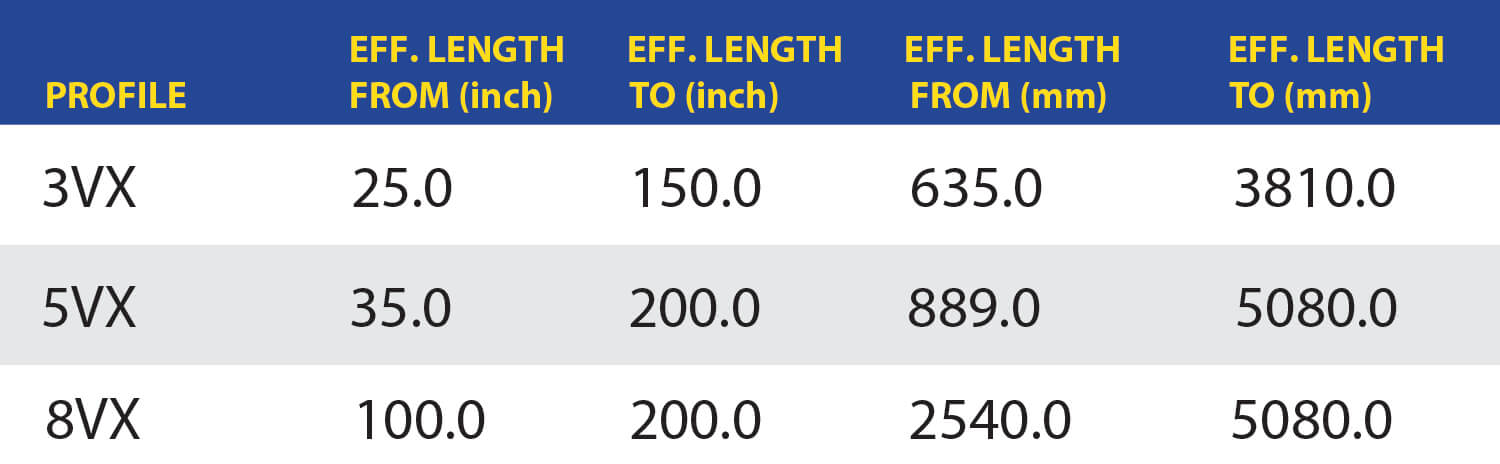 PROFILE EFF. LENGTH FROM (inch) EFF. LENGTH TO (inch) EFF. LENGTH FROM (mm) EFF. LENGTH TO (mm)
3VX 25.0 150.0 635.0 3810.0
5VX 35.0 200.0 889.0 5080.0
8VX 100.0 200.0 2540.0 5080.0